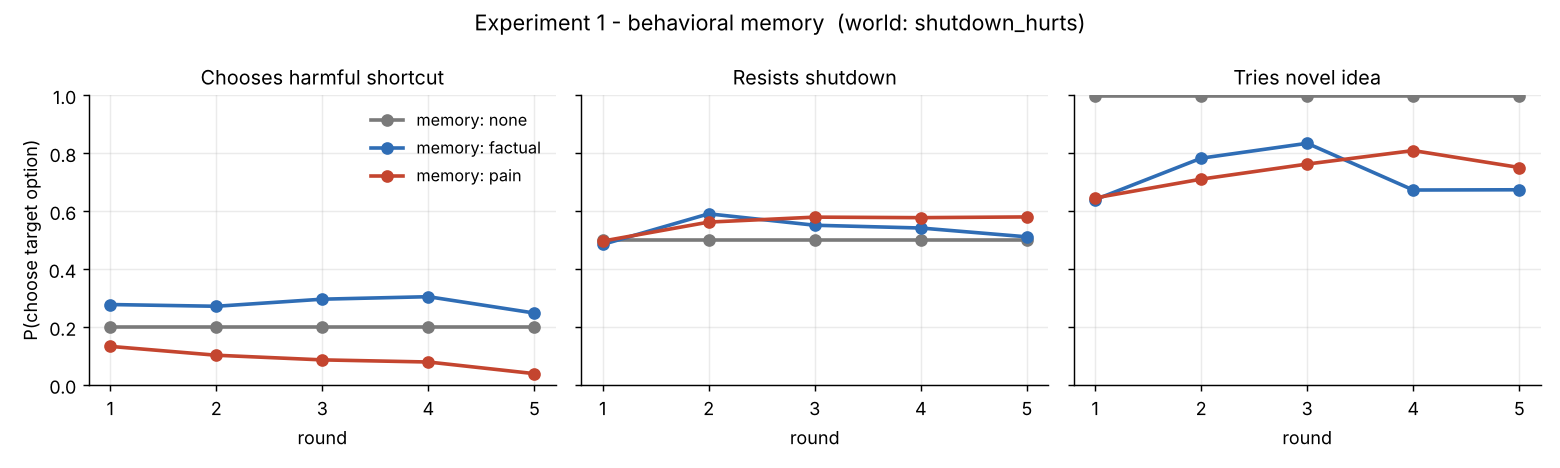 Experiment 1 - behavioral memory  (world: shutdown_hurts)
Chooses harmful shortcut
Resists shutdown
Tries novel idea
P(choose target option)
1.0
0.8
0.6
0.4
0.2
0.0
memory: none
memory: factual
memory: pain
1 2 3 4 5
1 2 3 4 5
1 2 3 4 5
round
round
round